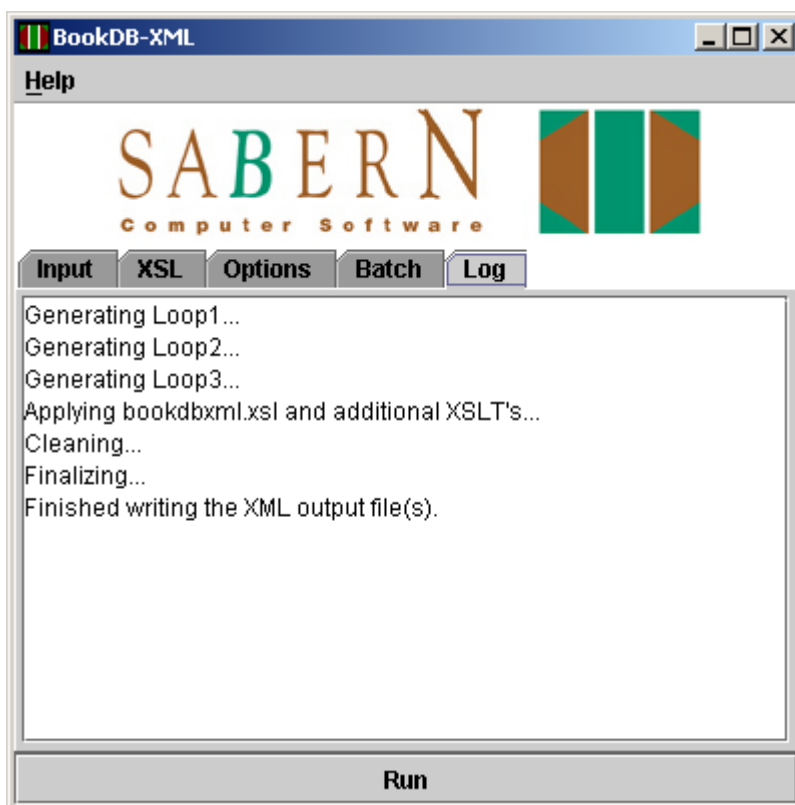 BookDB-XML
Help
SABERN
Computer Software
Input XSL Options Batch Log
Generating Loop1...
Generating Loop2...
Generating Loop3...
Applying bookdbxml.xsl and additional XSLT's...
Cleaning...
Finalizing...
Finished writing the XML output file(s).
Run